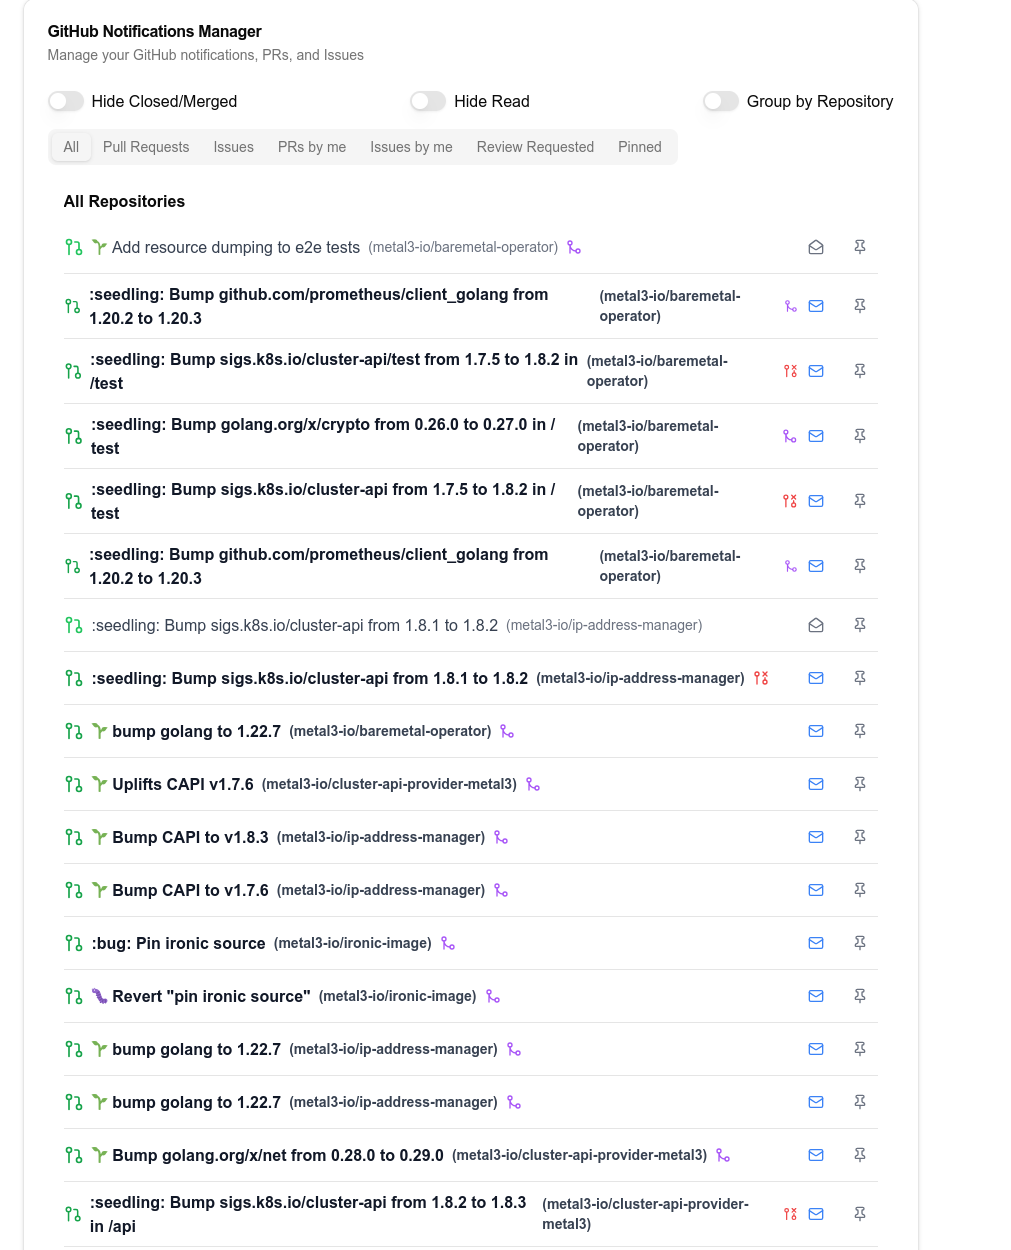 GitHub Notifications Manager
Manage your GitHub notifications, PRs, and Issues
Hide Closed/Merged Hide Read Group by Repository
All Pull Requests Issues PRs by me Issues by me Review Requested Pinned
All Repositories
Add resource dumping to e2e tests (metal3-io/baremetal-operator)
:seedling: Bump github.com/prometheus/client_golang from
1.20.2 to 1.20.3
(metal3-io/baremetal-
operator)
:seedling: Bump sigs.k8s.io/cluster-api/test from 1.7.5 to 1.8.2 in
/test
(metal3-io/baremetal-
operator)
:seedling: Bump golang.org/x/crypto from 0.26.0 to 0.27.0 in /
test
(metal3-io/baremetal-
operator)
:seedling: Bump sigs.k8s.io/cluster-api from 1.7.5 to 1.8.2 in /
test
(metal3-io/baremetal-
operator)
:seedling: Bump github.com/prometheus/client_golang from
1.20.2 to 1.20.3
(metal3-io/baremetal-
operator)
:seedling: Bump sigs.k8s.io/cluster-api from 1.8.1 to 1.8.2 (metal3-io/ip-address-manager)
:seedling: Bump sigs.k8s.io/cluster-api from 1.8.1 to 1.8.2 (metal3-io/ip-address-manager)
bump golang to 1.22.7 (metal3-io/baremetal-operator)
Uplifts CAPI v1.7.6 (metal3-io/cluster-api-provider-metal3)
Bump CAPI to v1.8.3 (metal3-io/ip-address-manager)
Bump CAPI to v1.7.6 (metal3-io/ip-address-manager)
:bug: Pin ironic source (metal3-io/ironic-image)
Revert "pin ironic source" (metal3-io/ironic-image)
bump golang to 1.22.7 (metal3-io/ip-address-manager)
bump golang to 1.22.7 (metal3-io/ip-address-manager)
Bump golang.org/x/net from 0.28.0 to 0.29.0 (metal3-io/cluster-api-provider-metal3)
:seedling: Bump sigs.k8s.io/cluster-api from 1.8.2 to 1.8.3
in /api
(metal3-io/cluster-api-provider-
metal3)